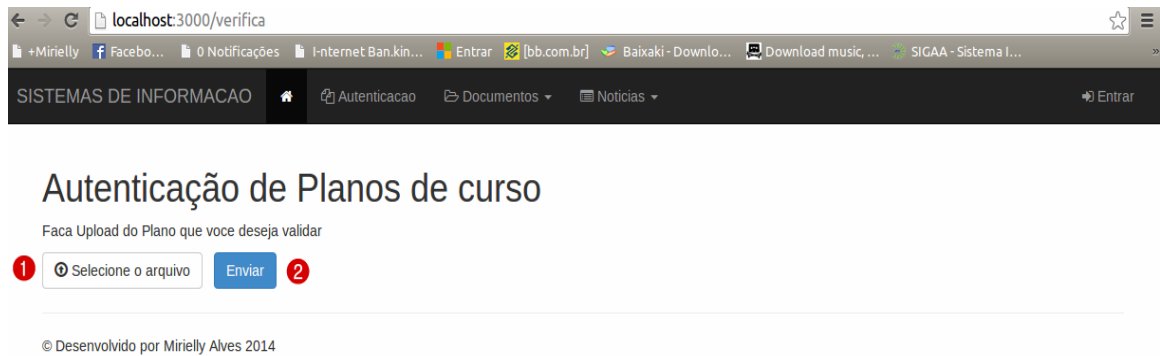 localhost:3000/verifica
+Mirielly Facebo... 0 Notificações I-nternet Ban.kin... Entrar [bb.com.br] Baixaki - Downlo... Download music, ... SIGAA - Sistema I... »
SISTEMAS DE INFORMACAO Autenticacao Documentos Noticias Entrar
Autenticação de Planos de curso
Faca Upload do Plano que voce deseja validar
1 Selecione o arquivo Enviar 2
© Desenvolvido por Mirielly Alves 2014